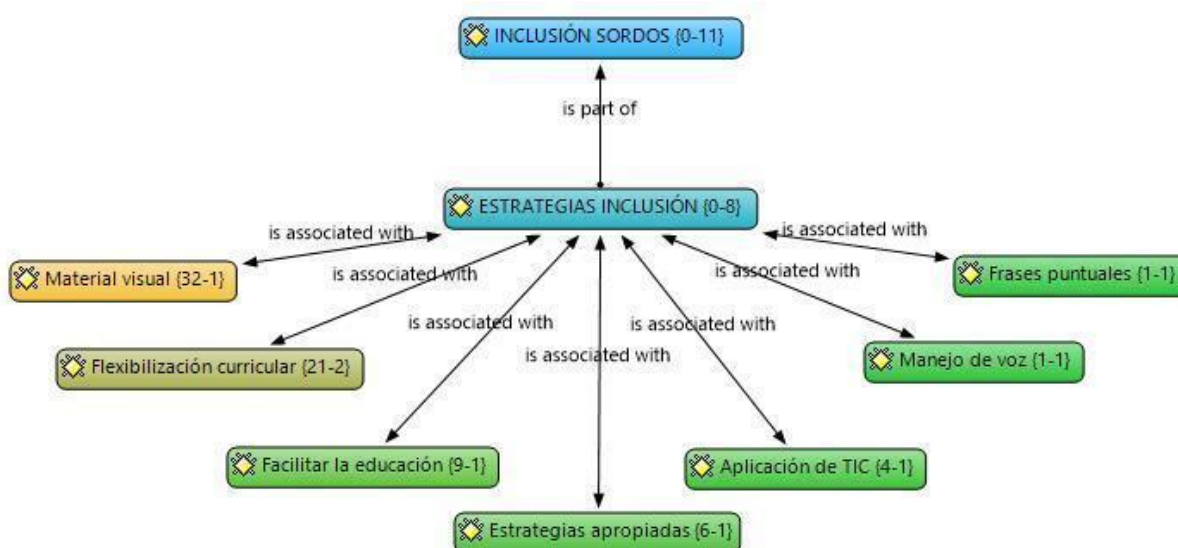 INCLUSIÓN SORDOS {0-11}
is part of
ESTRATEGIAS INCLUSIÓN {0-8}
is associated with
is associated with
Material visual {32-1}
is associated with
is associated with
Frases puntuales {1-1}
is associated with
is associated with
is associated with
Flexibilización curricular {21-2}
Manejo de voz {1-1}
Facilitar la educación {9-1}
Aplicación de TIC {4-1}
Estrategias apropiadas {6-1}